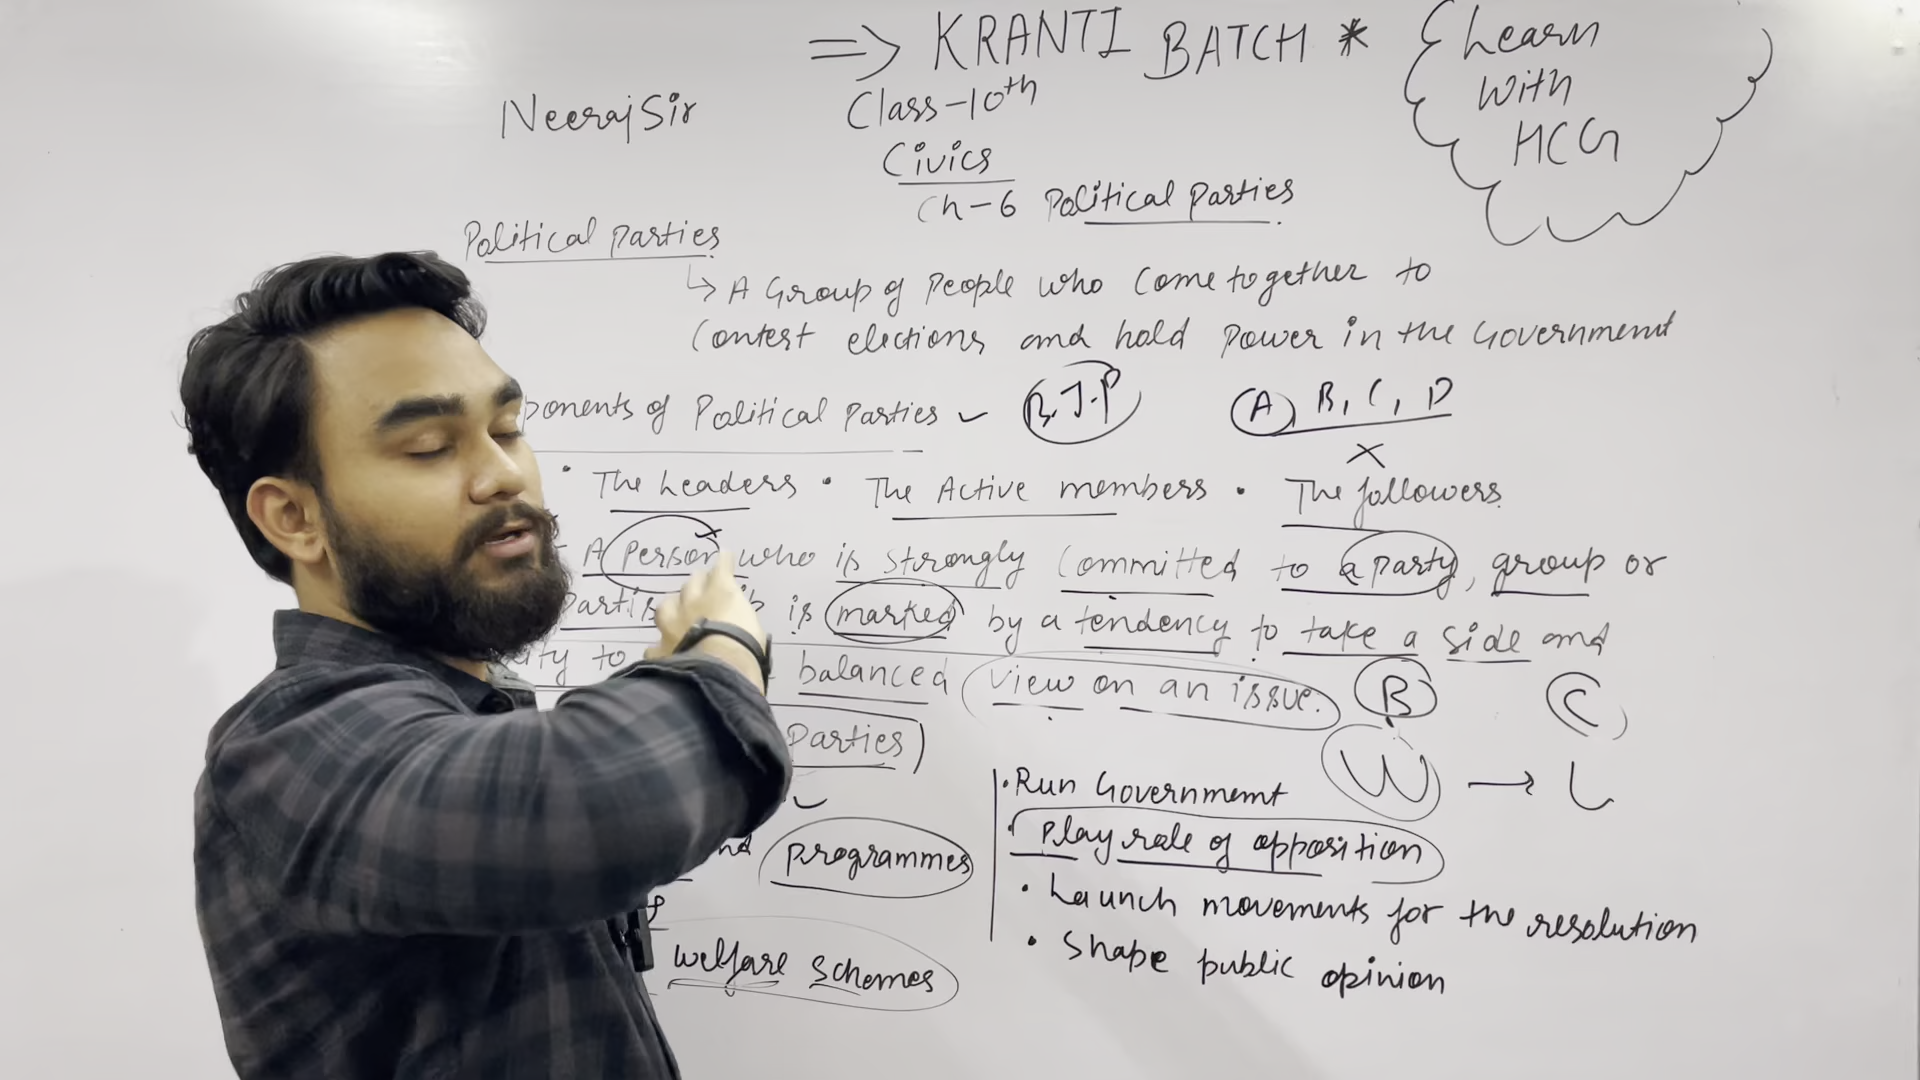 => KRANTI BATCH *
Learn
with
HCG
Neeraj Sir
Class-10th
Civics
Ch-6 Political Parties
Political parties
↳ A Group of People who come together to
contest elections and hold power in the Government
ponents of Political Parties ✓ B.J.P
A, B, C, D
×
• The Leaders • The Active members • The followers
- A person who is strongly committed to a party, group or
is marked by a tendency to take a side and
to balanced view on an issue.
B C
Parties)
W → L
• Run Government
• Play role of opposition
• Launch movements for the resolution
• Shape public opinion
programmes
welfare schemes